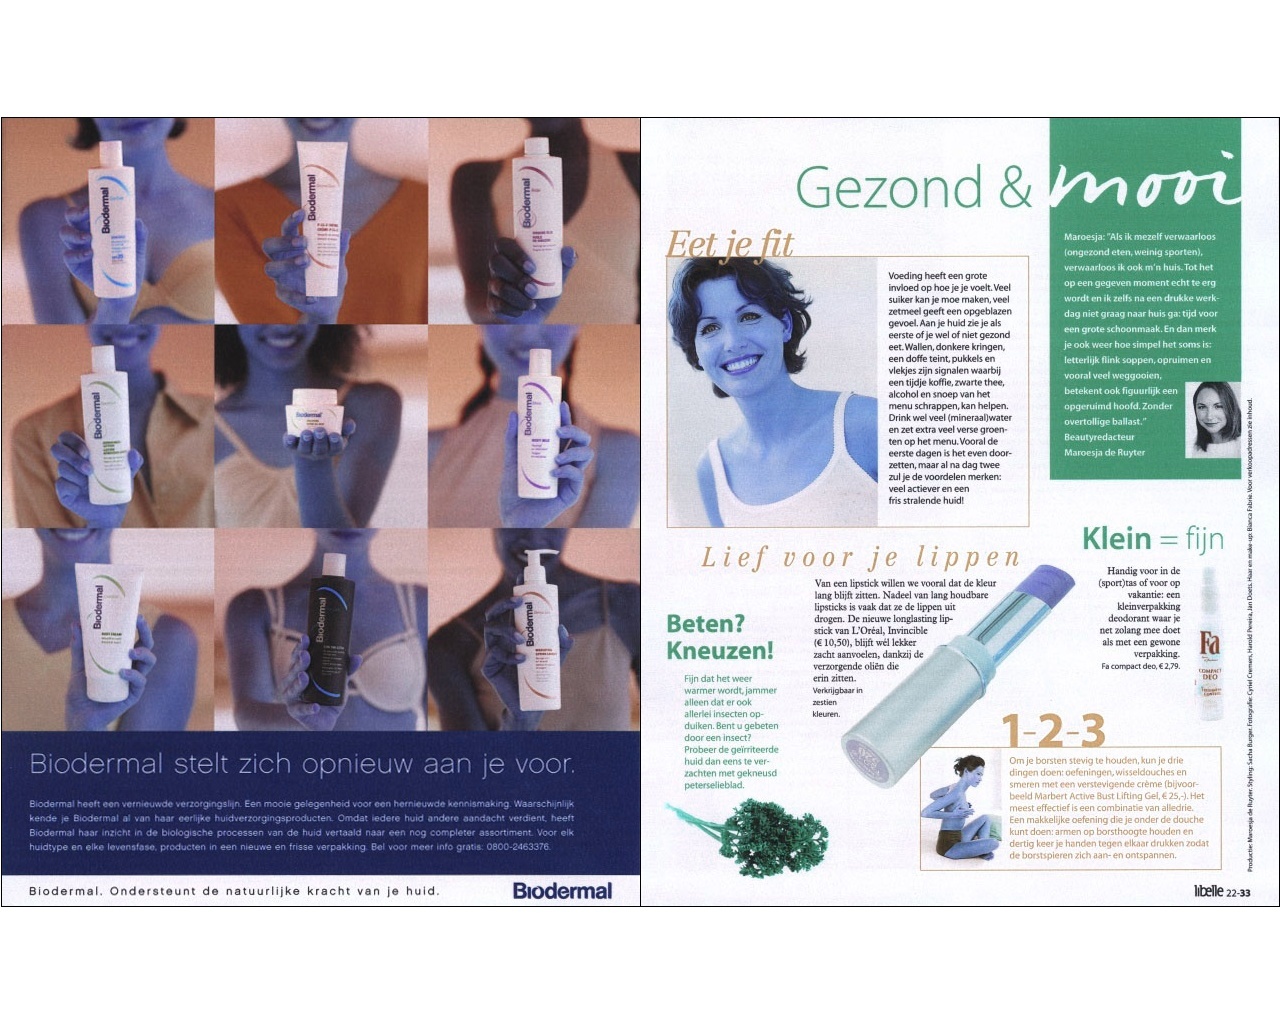 Biodermal stelt zich opnieuw aan je voor.
Biodermal heeft een vernieuwde verzorgingslijn. Een mooie gelegenheid voor een hernieuwde kennismaking. Waarschijnlijk
kende je Biodermal al van haar eerlijke huidverzorgingsproducten. Omdat iedere huid andere aandacht verdient, heeft
Biodermal haar inzicht in de biologische processen van de huid vertaald naar een nog completer assortiment. Voor elk
huidtype en elke levensfase, producten in een nieuwe en frisse verpakking. Bel voor meer info gratis: 0800-2463376.
Biodermal. Ondersteunt de natuurlijke kracht van je huid.
Biodermal
Biodermal
Biodermal
Biodermal
Biodermal
Biodermal
Biodermal
Biodermal
Biodermal
Biodermal
Gezond & mooi
Maroesja: "Als ik mezelf verwaarloos
(ongezond eten, weinig sporten),
verwaarloos ik ook m'n huis. Tot het
op een gegeven moment echt te erg
wordt en ik zelfs na een drukke werk-
dag niet graag naar huis ga: tijd voor
een grote schoonmaak. En dan merk
je ook weer hoe simpel het soms is:
letterlijk flink soppen, opruimen en
vooral veel weggooien,
betekent ook figuurlijk een
opgeruimd hoofd. Zonder
overtollige ballast."
Beautyredacteur
Maroesja de Ruyter
Eet je fit
Voeding heeft een grote
invloed op hoe je je voelt. Veel
suiker kan je moe maken, veel
zetmeel geeft een opgeblazen
gevoel. Aan je huid zie je als
eerste of je wel of niet gezond
eet. Wallen, donkere kringen,
een doffe teint, pukkels en
vlekjes zijn signalen waarbij
een tijdje koffie, zwarte thee,
alcohol en snoep van het
menu schrappen, kan helpen.
Drink wel veel (mineraal)water
en zet extra veel verse groen-
ten op het menu. Vooral de
eerste dagen is het even door-
zetten, maar al na dag twee
zul je de voordelen merken:
veel actiever en een
fris stralende huid!
Lief voor je lippen
Van een lipstick willen we vooral dat de kleur
lang blijft zitten. Nadeel van lang houdbare
lipsticks is vaak dat ze de lippen uit
drogen. De nieuwe longlasting lip-
stick van L'Oréal, Invincible
(€ 10,50), blijft wél lekker
zacht aanvoelen, dankzij de
verzorgende oliën die
erin zitten.
Verkrijgbaar in
zestien
kleuren.
Beten?
Kneuzen!
Fijn dat het weer
warmer wordt, jammer
alleen dat er ook
allerlei insecten op-
duiken. Bent u gebeten
door een insect?
Probeer de geïrriteerde
huid dan eens te ver-
zachten met gekneusd
peterselieblad.
Klein = fijn
Handig voor in de
(sport)tas of voor op
vakantie: een
kleinverpakking
deodorant waar je
net zolang mee doet
als met een gewone
verpakking.
Fa compact deo, € 2,79.
Fa
COMPACT
DEO
1-2-3
Om je borsten stevig te houden, kun je drie
dingen doen: oefeningen, wisseldouches en
smeren met een verstevigende crème (bijvoor-
beeld Marbert Active Bust Lifting Gel, € 25,-). Het
meest effectief is een combinatie van alledrie.
Een makkelijke oefening die je onder de douche
kunt doen: armen op borsthoogte houden en
dertig keer je handen tegen elkaar drukken zodat
de borstspieren zich aan- en ontspannen.
Productie: Maroesja de Ruyter. Styling: Sacha Burger. Fotografie: Cyriel Cremers, Harold Pereira, Jan Doets. Haar en make-up: Bianca Fabrie. Voor verkoopadressen zie inhoud.
libelle 22-33